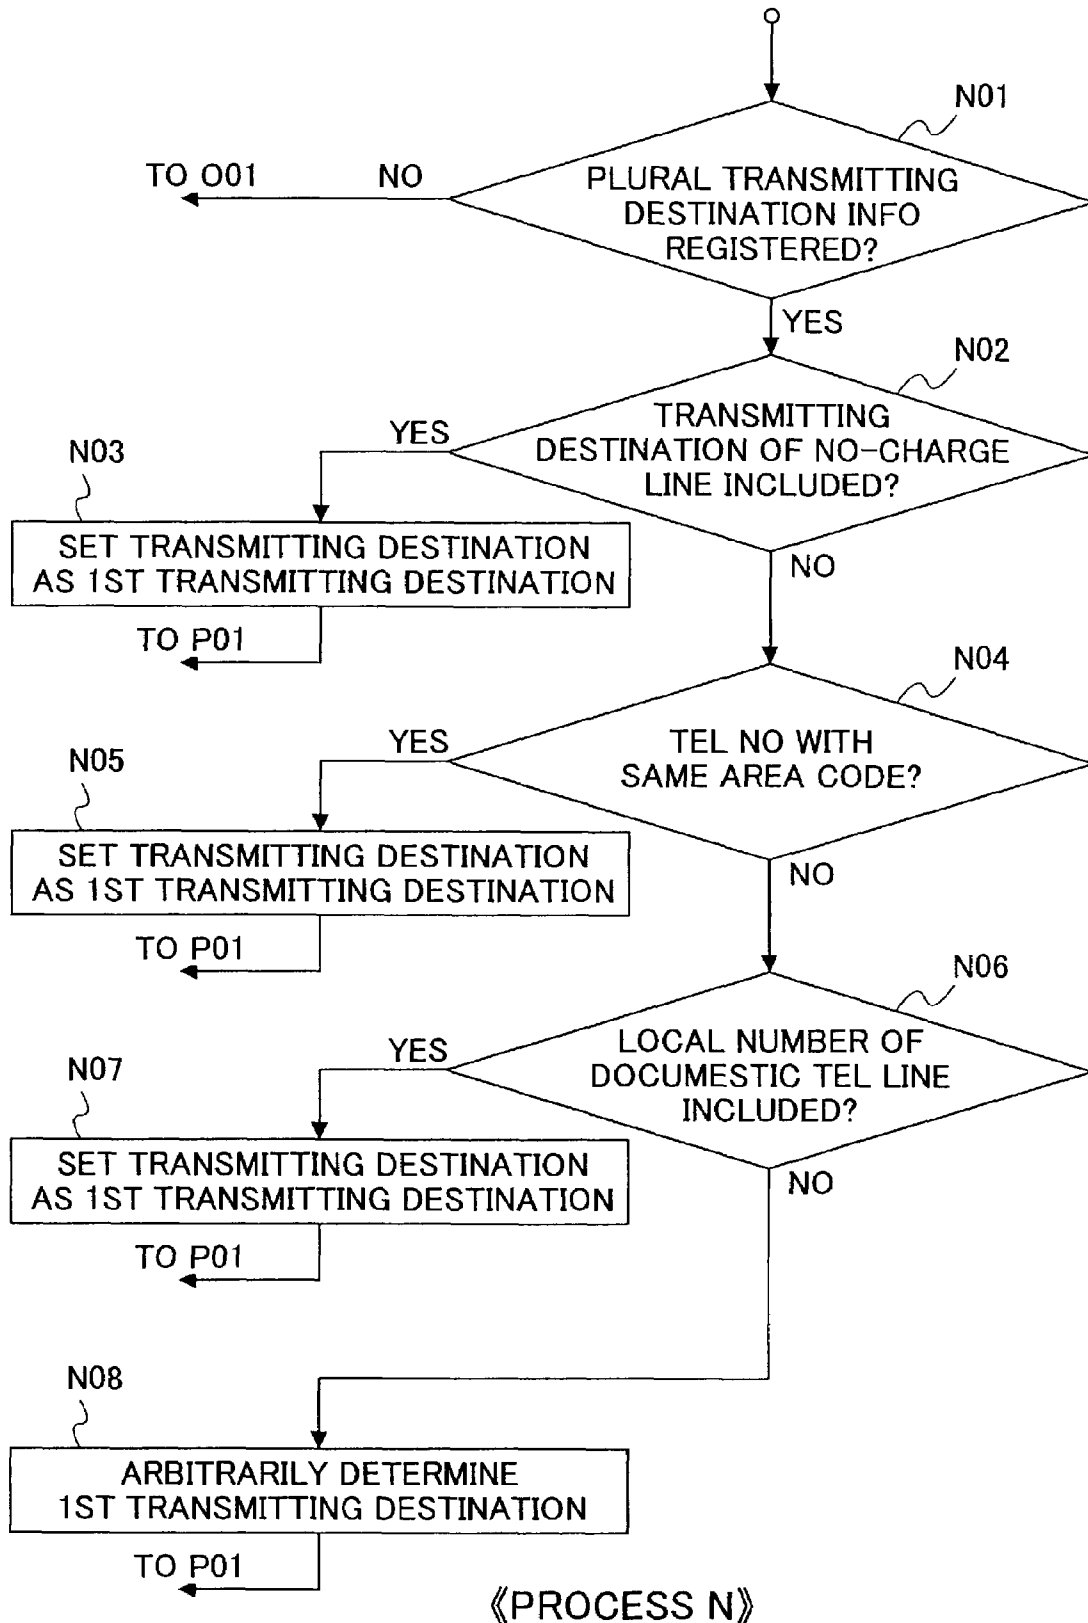 N01
TO O01
NO
PLURAL TRANSMITTING
DESTINATION INFO
REGISTERED?
YES
N02
TRANSMITTING
DESTINATION OF NO-CHARGE
LINE INCLUDED?
YES
N03
SET TRANSMITTING DESTINATION
AS 1ST TRANSMITTING DESTINATION
TO P01
NO
N04
TEL NO WITH
SAME AREA CODE?
YES
N05
SET TRANSMITTING DESTINATION
AS 1ST TRANSMITTING DESTINATION
TO P01
NO
N06
LOCAL NUMBER OF
DOCUMESTIC TEL LINE
INCLUDED?
YES
N07
SET TRANSMITTING DESTINATION
AS 1ST TRANSMITTING DESTINATION
TO P01
NO
N08
ARBITRARILY DETERMINE
1ST TRANSMITTING DESTINATION
TO P01
《PROCESS N》